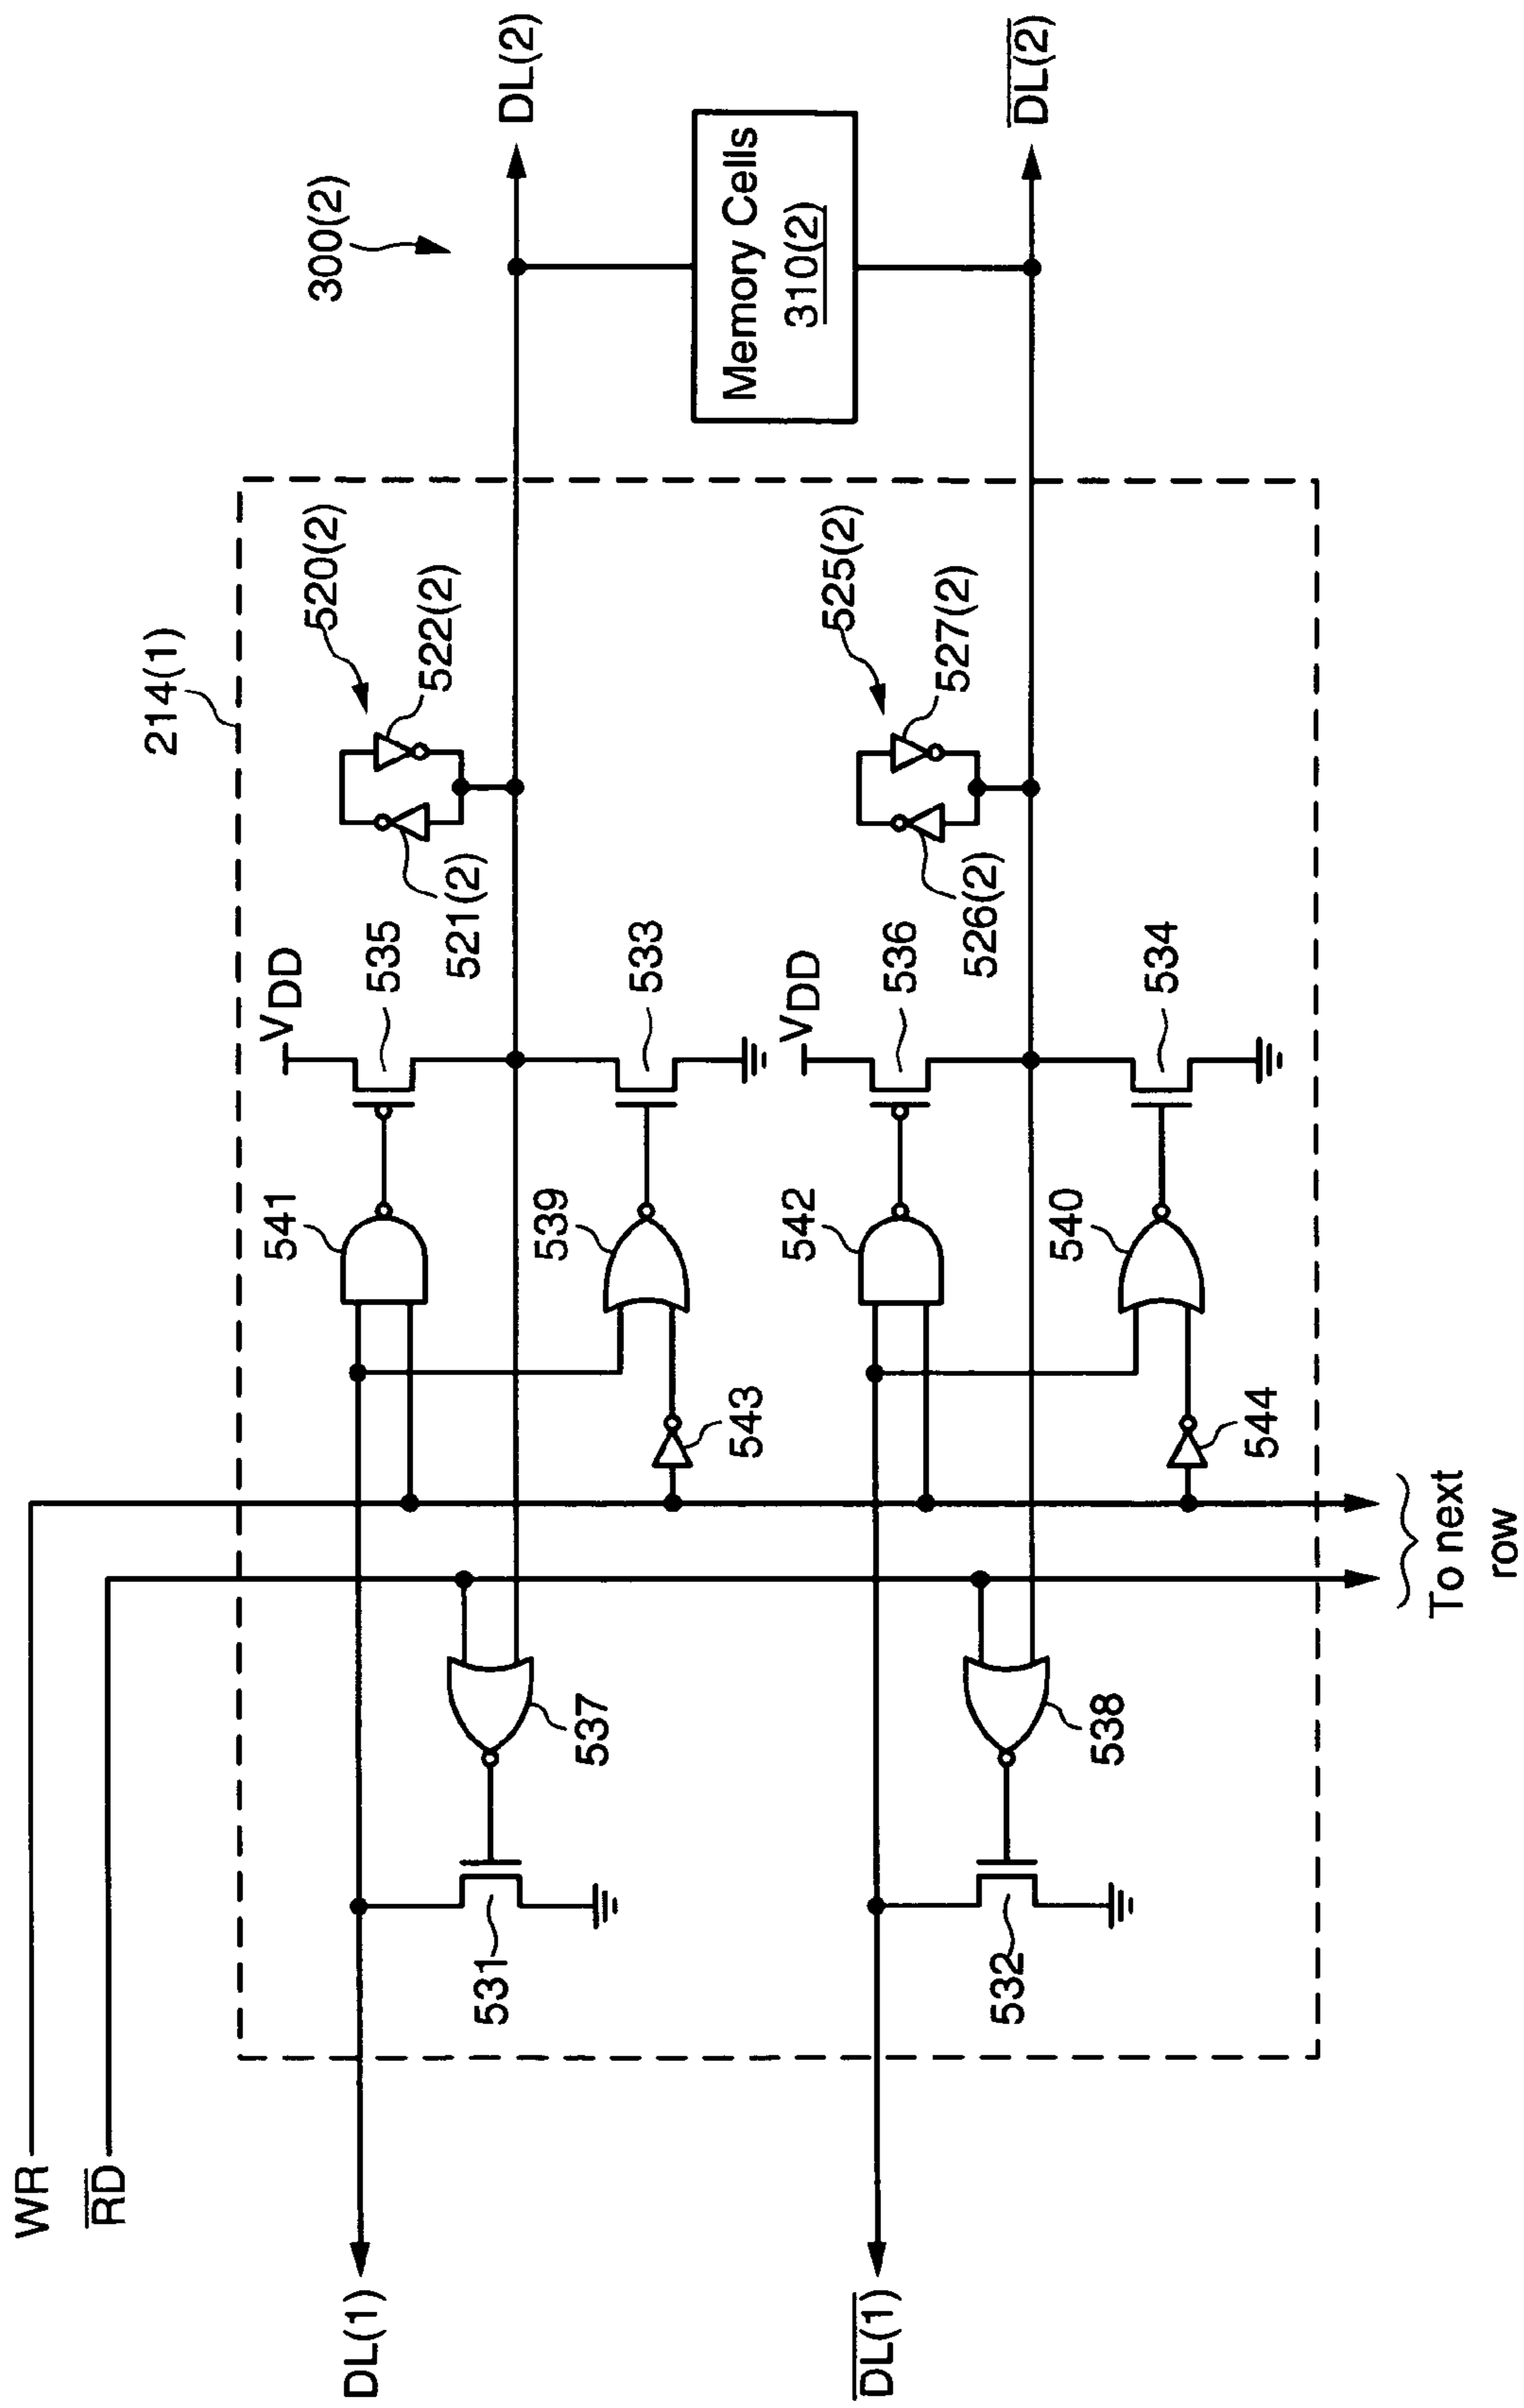 WR
RD
214(1)
300(2)
520(2)
522(2)
521(2)
VDD
535
541
DL(1)
DL(2)
531
537
539
533
543
Memory Cells
310(2)
525(2)
527(2)
526(2)
VDD
536
542
DL(1)
DL(2)
532
538
540
534
544
To next
row